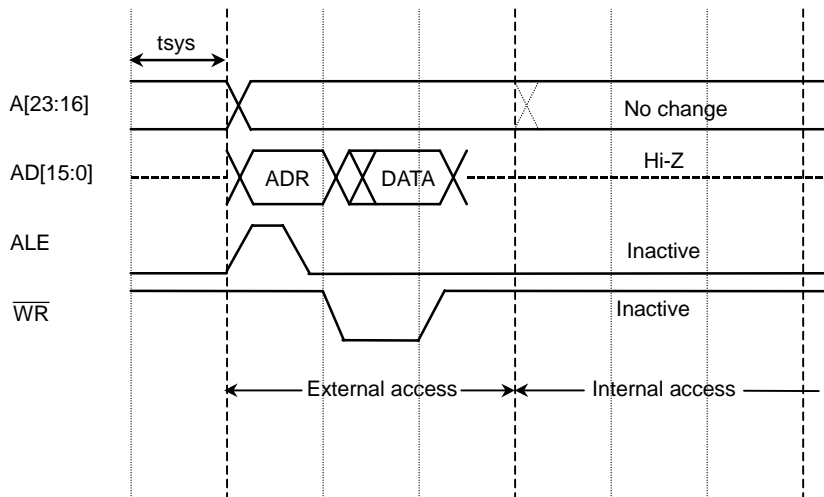 tsys
A[23:16]
No change
AD[15:0]
ADR
DATA
Hi-Z
ALE
Inactive
WR
Inactive
External access
Internal access